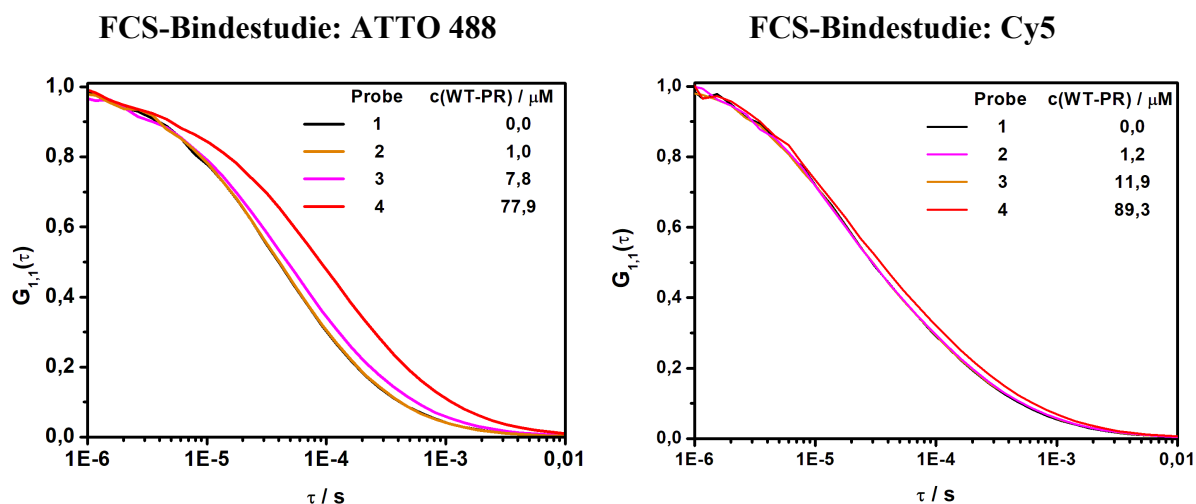 FCS-Bindestudie: ATTO 488
1,0
0,8
0,6
0,4
0,2
0,0
G1,1(τ)
Probe c(WT-PR) / μM
1 0,0
2 1,0
3 7,8
4 77,9
1E-6 1E-5 1E-4 1E-3 0,01
τ / s
FCS-Bindestudie: Cy5
1,0
0,8
0,6
0,4
0,2
0,0
G1,1(τ)
Probe c(WT-PR) / μM
1 0,0
2 1,2
3 11,9
4 89,3
1E-6 1E-5 1E-4 1E-3 0,01
τ / s